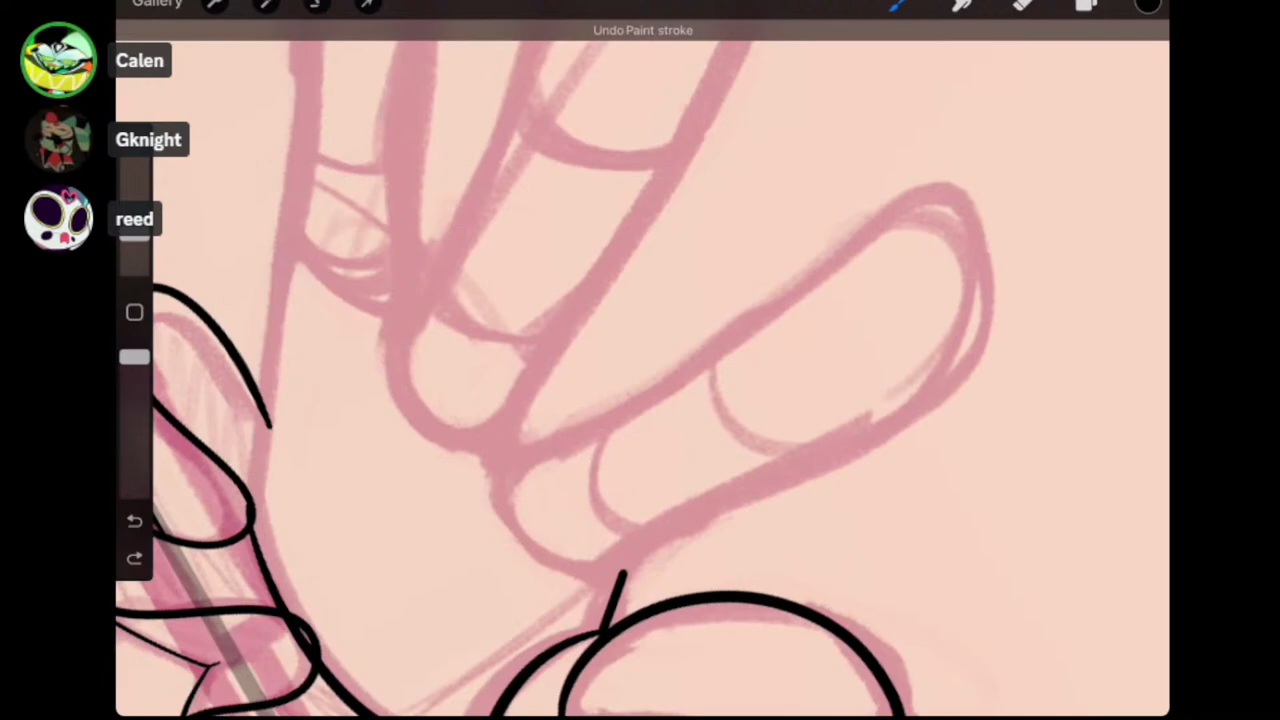 Gallery
Undo Paint stroke
Calen
Gknight
reed